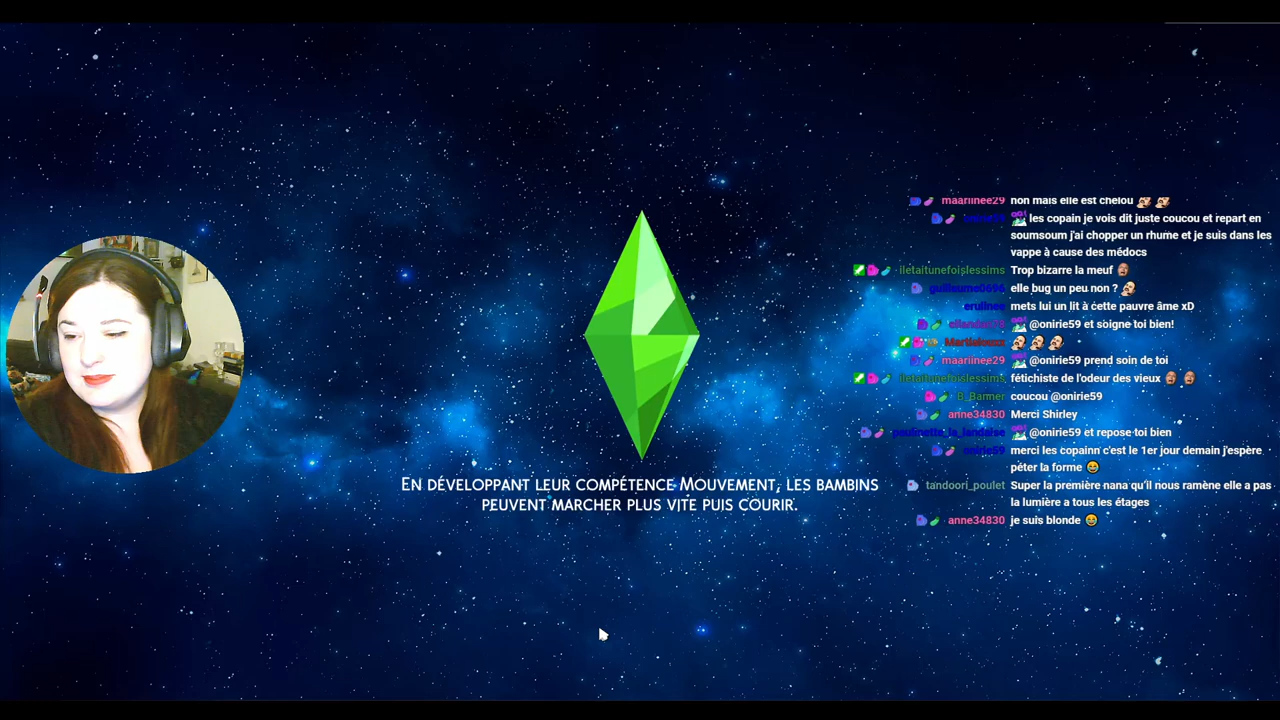 maariinee29 non mais elle est chelou
onirie59 les copain je vois dit juste coucou et repart en
soumsoum j'ai chopper un rhume et je suis dans les
vappe à cause des médocs
iletaitunefoislessims Trop bizarre la meuf
guillaume0696 elle bug un peu non ?
erulinee mets lui un lit à cette pauvre âme xD
@onirie59 et soigne toi bien!
maariinee29 @onirie59 prend soin de toi
iletaitunefoislessims fétichiste de l'odeur des vieux
B_Banner coucou @onirie59
anne34830 Merci Shirley
paulinette_la_landaise @onirie59 et repose toi bien
onirie59 merci les copainn c'est le 1er jour demain j'espère
péter la forme
tandoori_poulet Super la première nana qu'il nous ramène elle a pas
la lumière a tous les étages
anne34830 je suis blonde
En développant leur compétence Mouvement, les bambins
peuvent marcher plus vite puis courir.